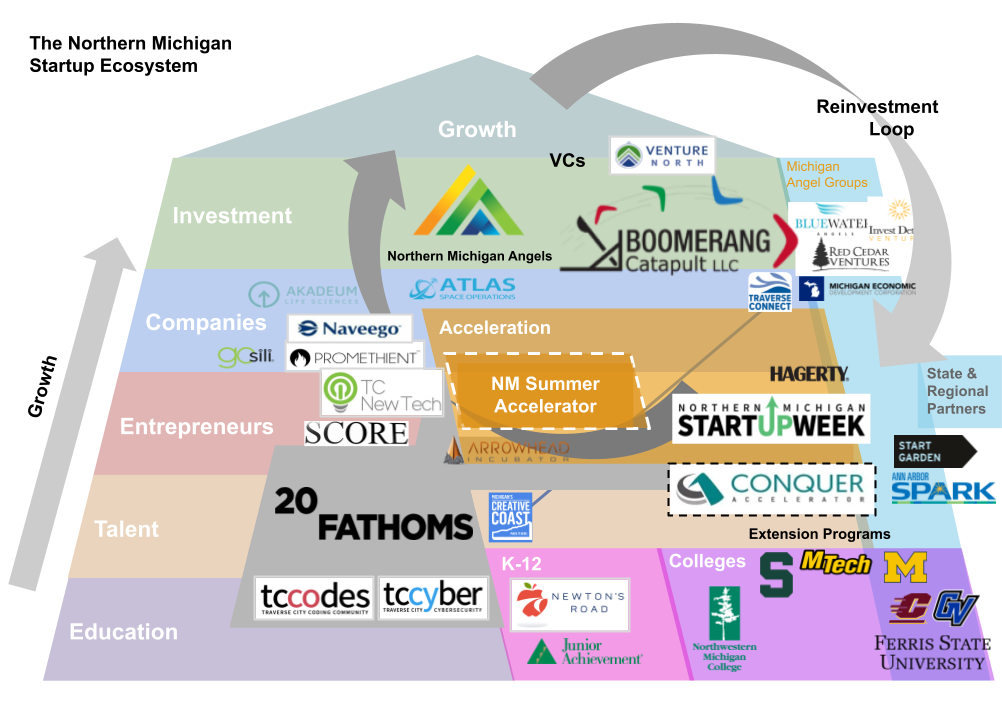 The Northern Michigan
Startup Ecosystem
Reinvestment
Loop
Growth
VCs
VENTURE
NORTH
Michigan
Angel Groups
Investment
Northern Michigan Angels
BOOMERANG
Catapult LLC
BLUEWATE
ANGELS
Invest Det
VENTUR
RED CEDAR
VENTURES
TRAVERSE
CONNECT
MICHIGAN ECONOMIC
DEVELOPMENT CORPORATION
AKADEUM
LIFE SCIENCES
ATLAS
SPACE OPERATIONS
Companies
Naveego
Acceleration
gosili
PROMETHIENT
Growth
TC
NewTech
NM Summer
Accelerator
HAGERTY
State &
Regional
Partners
Entrepreneurs
SCORE
NORTHERN MICHIGAN
STARTUPWEEK
ARROWHEAD
INCUBATOR
START
GARDEN
ANN ARBOR
SPARK
CONQUER
ACCELERATOR
20
FATHOMS
MICHIGAN'S
CREATIVE
COAST
Talent
Extension Programs
K-12
Colleges
S
MTech
M
tccodes
TRAVERSE CITY CODING COMMUNITY
tccyber
TRAVERSE CITY CYBERSECURITY
NEWTON'S
ROAD
C
GV
Education
Junior
Achievement
Northwestern
Michigan
College
FERRIS STATE
UNIVERSITY